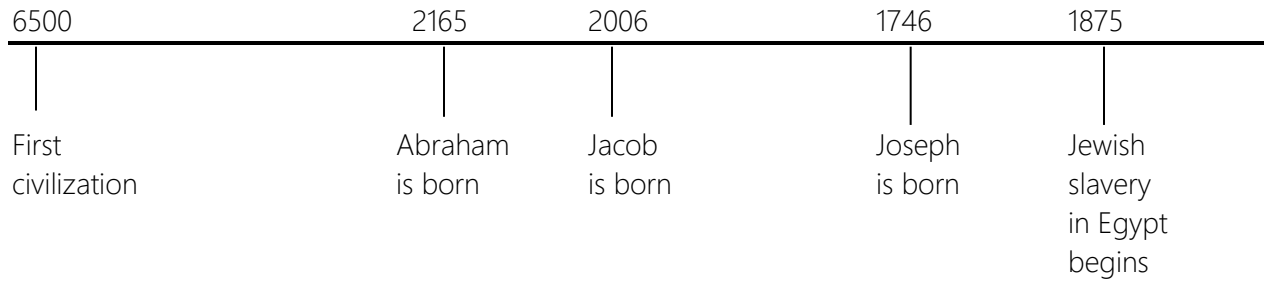 6500 2165 2006 1746 1875
First Abraham Jacob Joseph Jewish
civilization is born is born is born slavery
in Egypt
begins